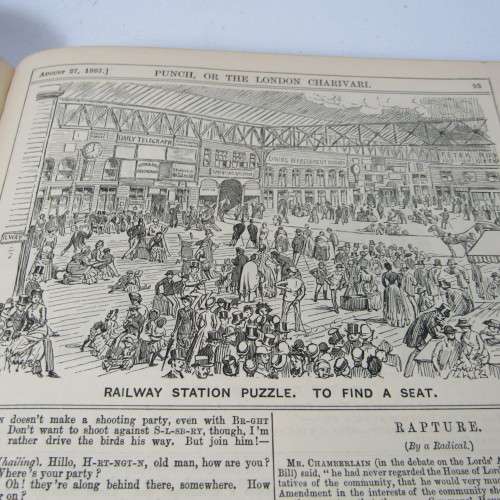 August 27, 1887.]
PUNCH, OR THE LONDON CHARIVARI.
DAILY TELEGRAPH
RAILWAY STATION PUZZLE. TO FIND A SEAT.
doesn't make a shooting party, even with BR-GHT
Don't want to shoot against S-L-SB-RY, though, I'm
rather drive the birds his way. But join him!—
(hailing). Hillo, H-RT-NGT-N, old man, how are you?
Where's your party?
Oh! they're along behind there, somewhere. How
on?
RAPTURE.
(By a Radical.)
MR. CHAMBERLAIN (in the debate on the Lords'
Bill) said, "he had never regarded the House of
tatives of the community, that he would very
Amendment in the interests of the community